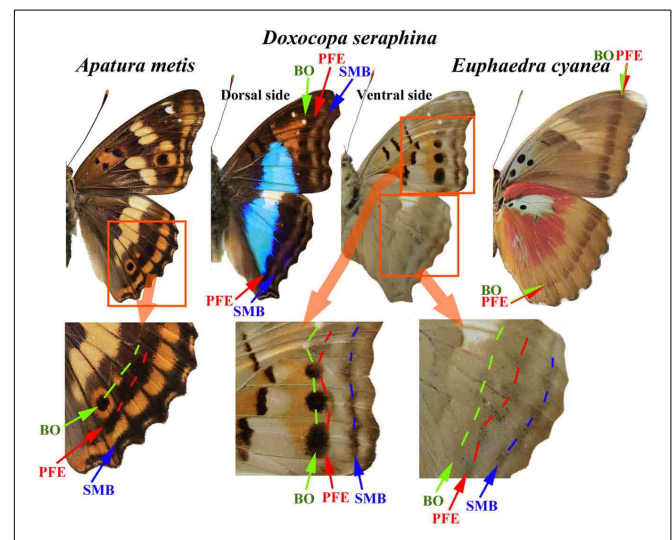 Doxocopa seraphina
Apatura metis
Euphaedra cyanea
BO PFE SMB
BO PFE
Dorsal side
Ventral side
PFE
SMB
BO
PFE
BO
PFE
SMB
BO PFE SMB
BO
PFE
SMB